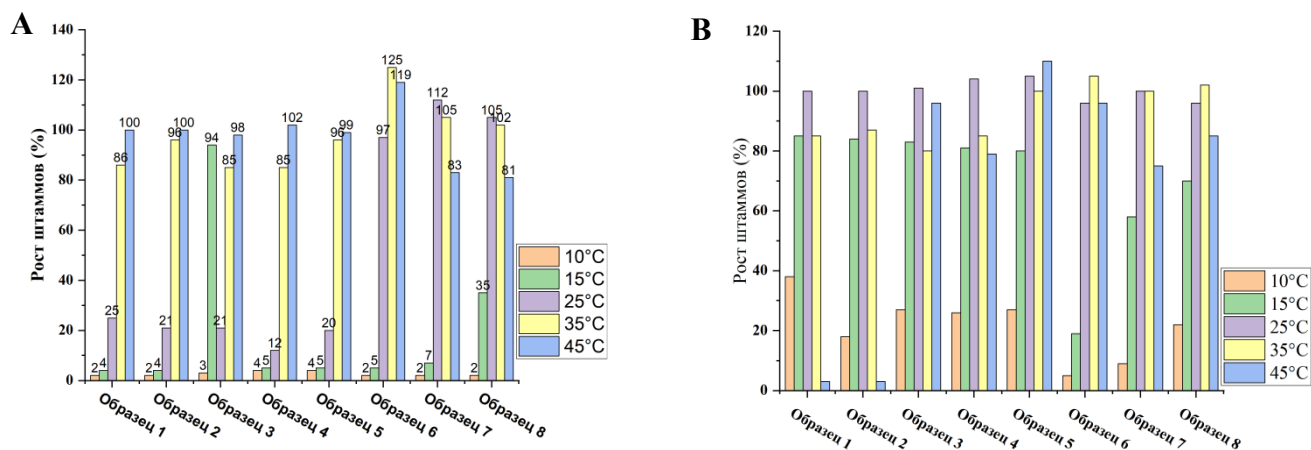 A
140
120
100
80
60
40
20
0
Рост штаммов (%)
2 4 25 86 100
2 4 21 96 100
3 94 21 85 98
4 5 12 85 102
4 5 20 96 99
2 5 97 125 119
2 7 112 105 83
2 35 105 102 81
Образец 1
Образец 2
Образец 3
Образец 4
Образец 5
Образец 6
Образец 7
Образец 8
10°C
15°C
25°C
35°C
45°C
B
120
100
80
60
40
20
0
Рост штаммов (%)
Образец 1
Образец 2
Образец 3
Образец 4
Образец 5
Образец 6
Образец 7
Образец 8
10°C
15°C
25°C
35°C
45°C